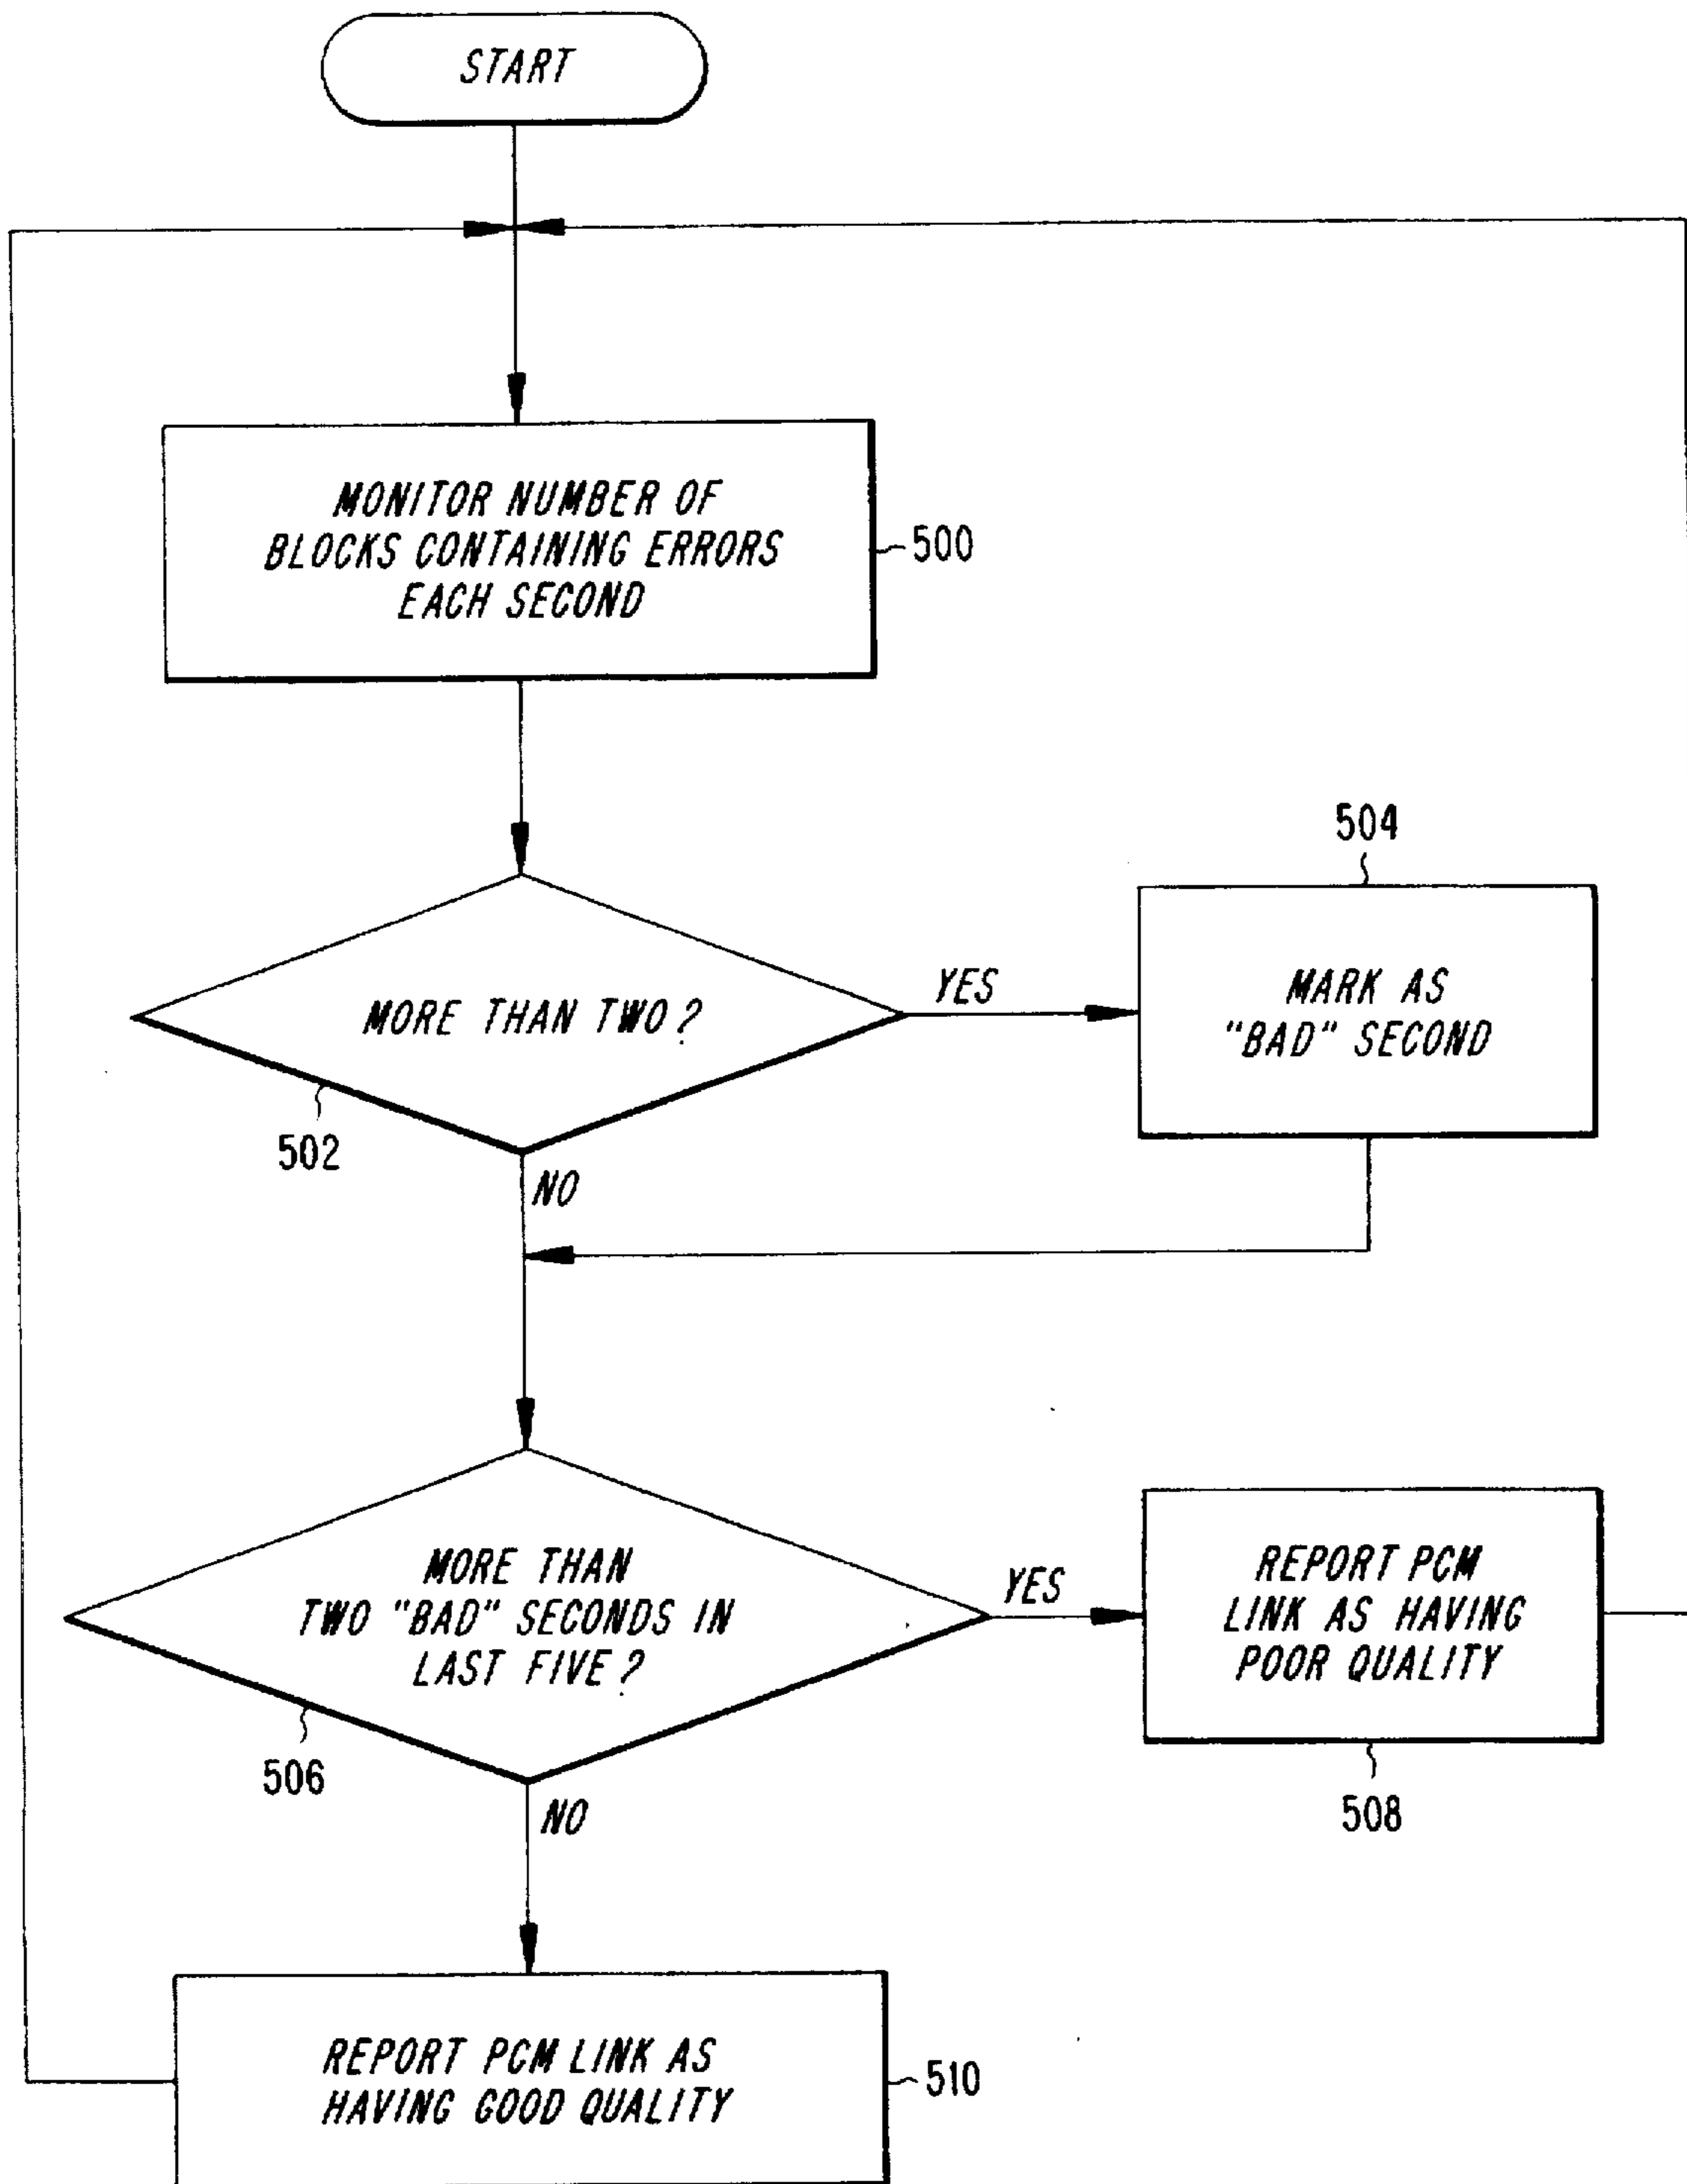 START
MONITOR NUMBER OF
BLOCKS CONTAINING ERRORS
EACH SECOND
500
504
MORE THAN TWO?
YES
MARK AS
"BAD" SECOND
502
NO
MORE THAN
TWO "BAD" SECONDS IN
LAST FIVE?
YES
REPORT PCM
LINK AS HAVING
POOR QUALITY
506
508
NO
REPORT PCM LINK AS
HAVING GOOD QUALITY
510